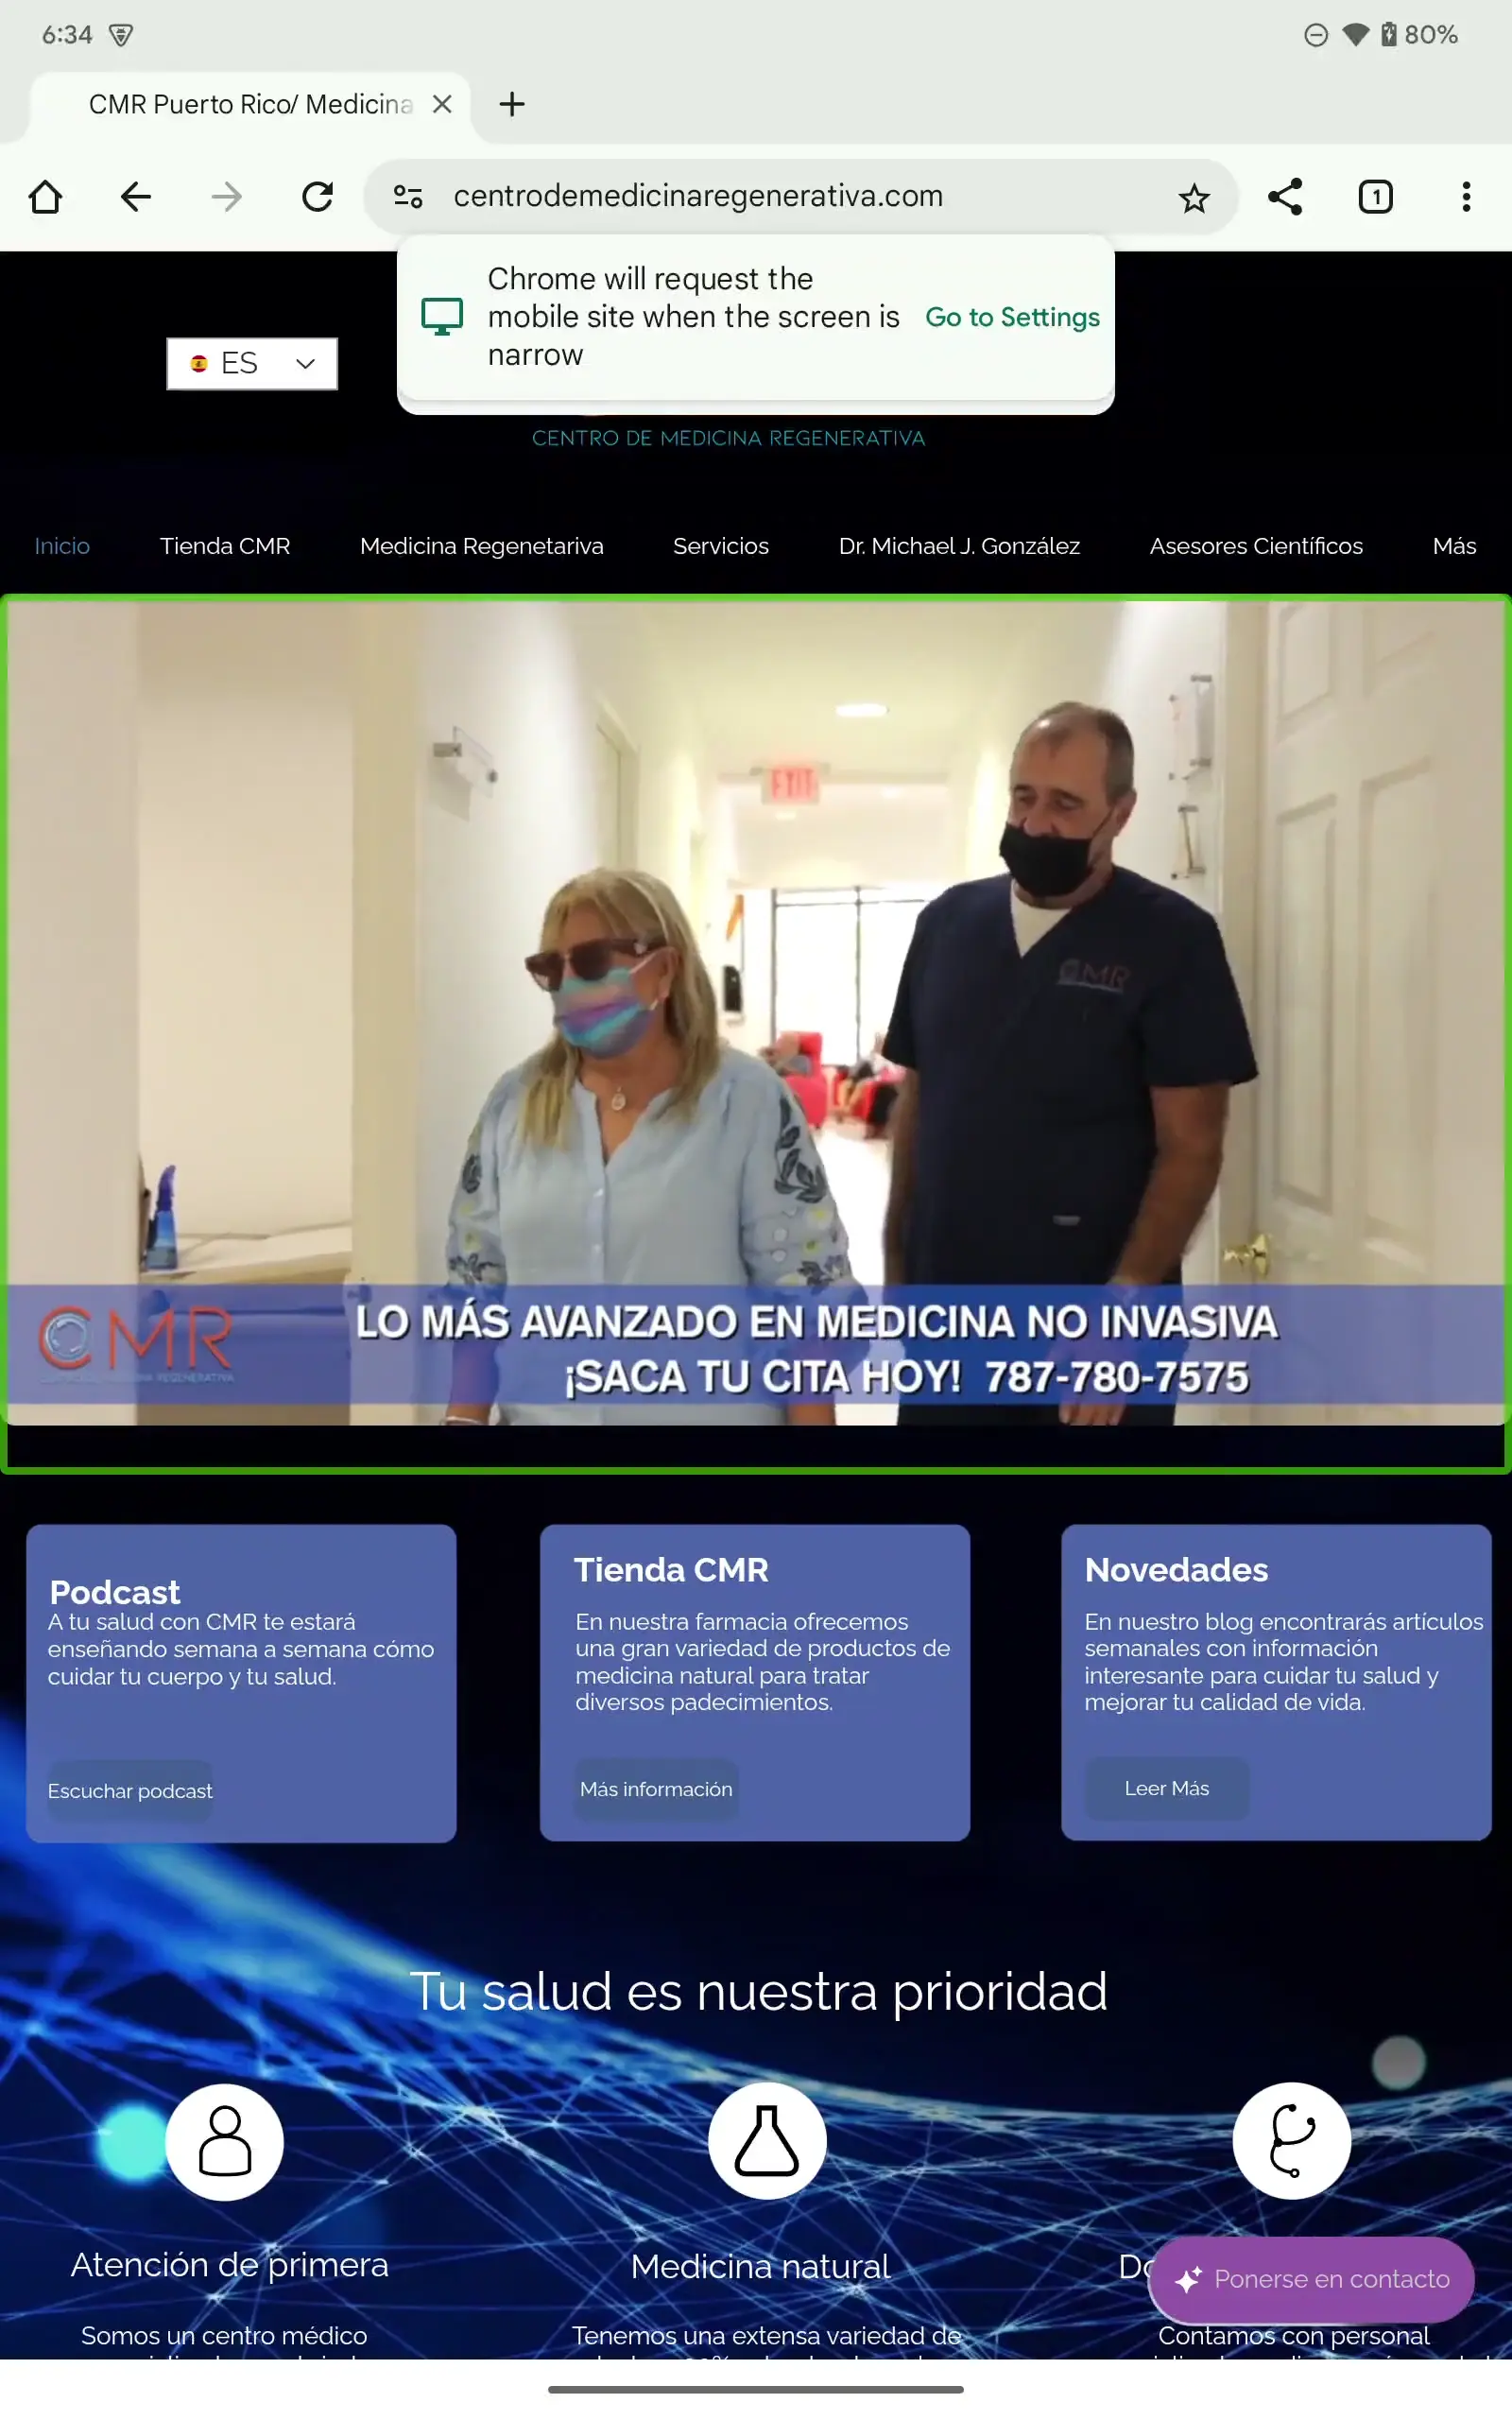 6:34
80%
CMR Puerto Rico/ Medicina
centrodemedicinaregenerativa.com
1
Chrome will request the
mobile site when the screen is
narrow
Go to Settings
ES
CENTRO DE MEDICINA REGENERATIVA
Inicio
Tienda CMR
Medicina Regenetariva
Servicios
Dr. Michael J. González
Asesores Científicos
Más
EXIT
CMR
CMR
CENTRO DE MEDICINA REGENERATIVA
LO MÁS AVANZADO EN MEDICINA NO INVASIVA
¡SACA TU CITA HOY! 787-780-7575
Podcast
A tu salud con CMR te estará
enseñando semana a semana cómo
cuidar tu cuerpo y tu salud.
Escuchar podcast
Tienda CMR
En nuestra farmacia ofrecemos
una gran variedad de productos de
medicina natural para tratar
diversos padecimientos.
Más información
Novedades
En nuestro blog encontrarás artículos
semanales con información
interesante para cuidar tu salud y
mejorar tu calidad de vida.
Leer Más
Tu salud es nuestra prioridad
Atención de primera
Somos un centro médico
Medicina natural
Tenemos una extensa variedad de
Ponerse en contacto
Contamos con personal